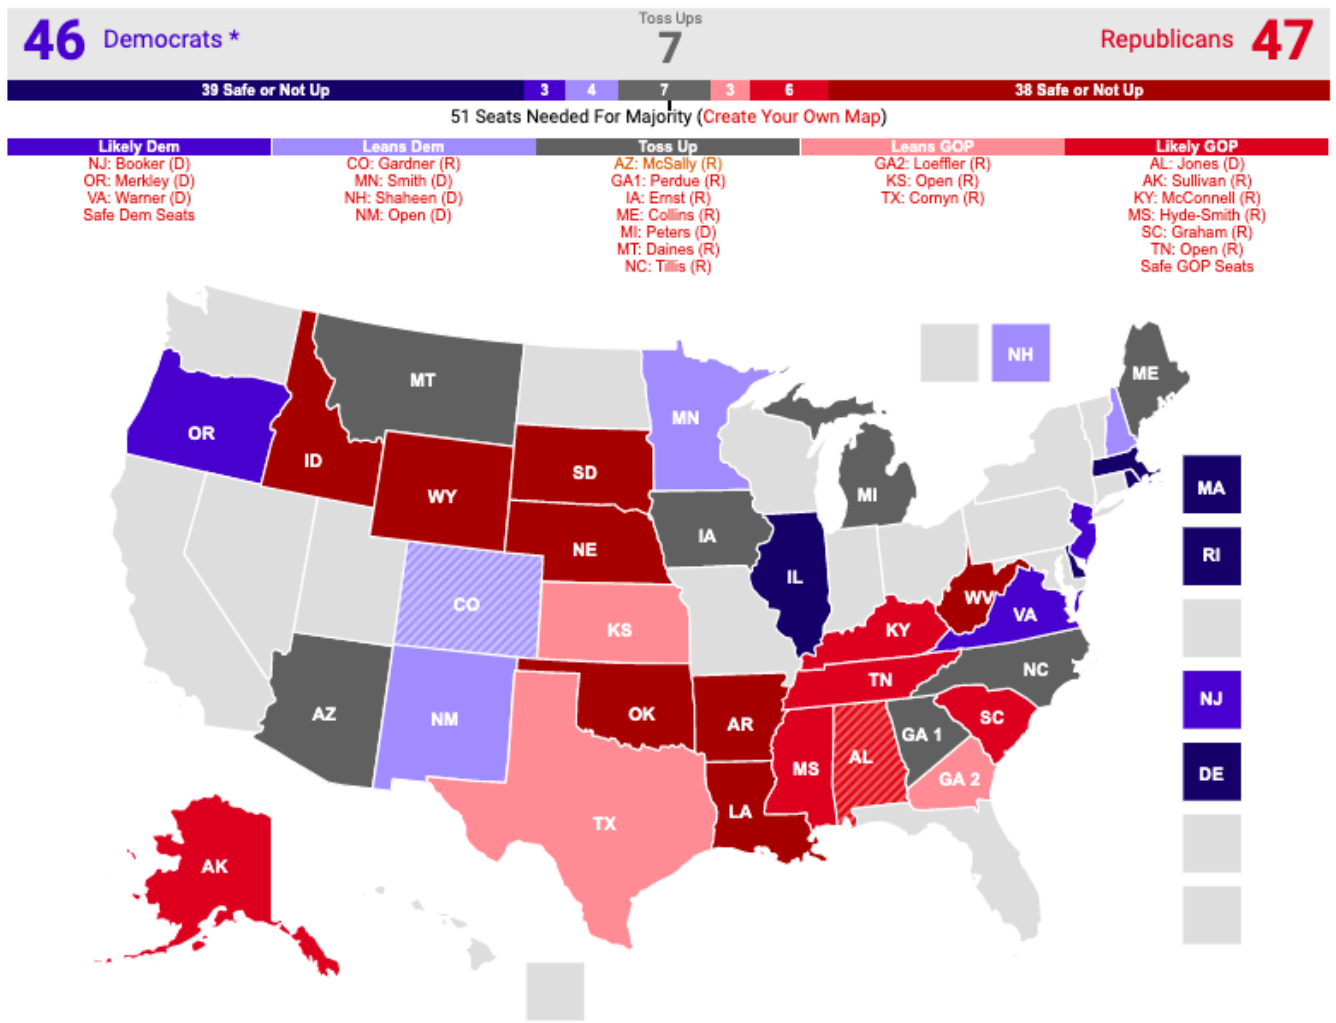 46 Democrats *
Toss Ups
7
Republicans 47
39 Safe or Not Up
3
4
7
3
6
38 Safe or Not Up
51 Seats Needed For Majority (Create Your Own Map)
Likely Dem
NJ: Booker (D)
OR: Merkley (D)
VA: Warner (D)
Safe Dem Seats
Leans Dem
CO: Gardner (R)
MN: Smith (D)
NH: Shaheen (D)
NM: Open (D)
Toss Up
AZ: McSally (R)
GA1: Perdue (R)
IA: Ernst (R)
ME: Collins (R)
MI: Peters (D)
MT: Daines (R)
NC: Tillis (R)
Leans GOP
GA2: Loeffler (R)
KS: Open (R)
TX: Cornyn (R)
Likely GOP
AL: Jones (D)
AK: Sullivan (R)
KY: McConnell (R)
MS: Hyde-Smith (R)
SC: Graham (R)
TN: Open (R)
Safe GOP Seats
NH
ME
MT
MN
OR
ID
SD
WY
MI
MA
IA
NE
RI
IL
CO
WV
VA
KS
KY
NC
TN
NJ
AZ
NM
OK
AR
SC
GA 1
AL
MS
GA 2
DE
LA
TX
AK